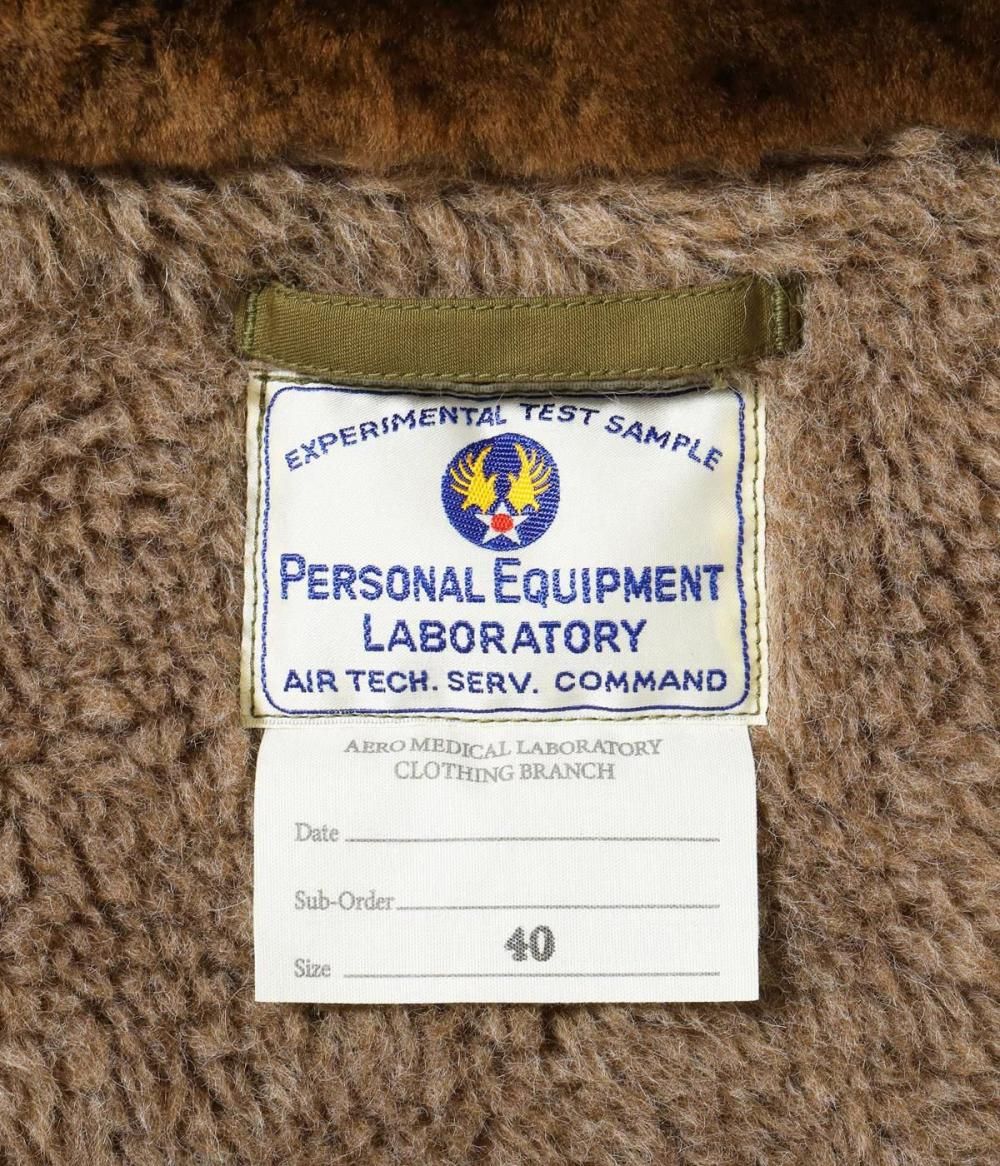 EXPERIMENTAL TEST SAMPLE
PERSONAL EQUIPMENT
LABORATORY
AIR TECH. SERV. COMMAND
AERO MEDICAL LABORATORY
CLOTHING BRANCH
Date
Sub-Order
Size 40